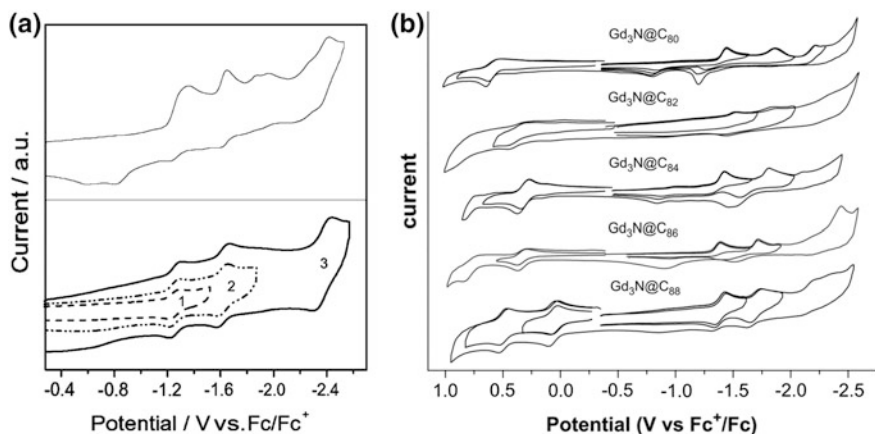 (a)
Current / a.u.
1
2
3
-0.4 -0.8 -1.2 -1.6 -2.0 -2.4
Potential / V vs.Fc/Fc⁺
(b)
current
Gd₃N@C₈₀
Gd₃N@C₈₂
Gd₃N@C₈₄
Gd₃N@C₈₆
Gd₃N@C₈₈
1.0 0.5 0.0 -0.5 -1.0 -1.5 -2.0 -2.5
Potential (V vs Fc⁺/Fc)